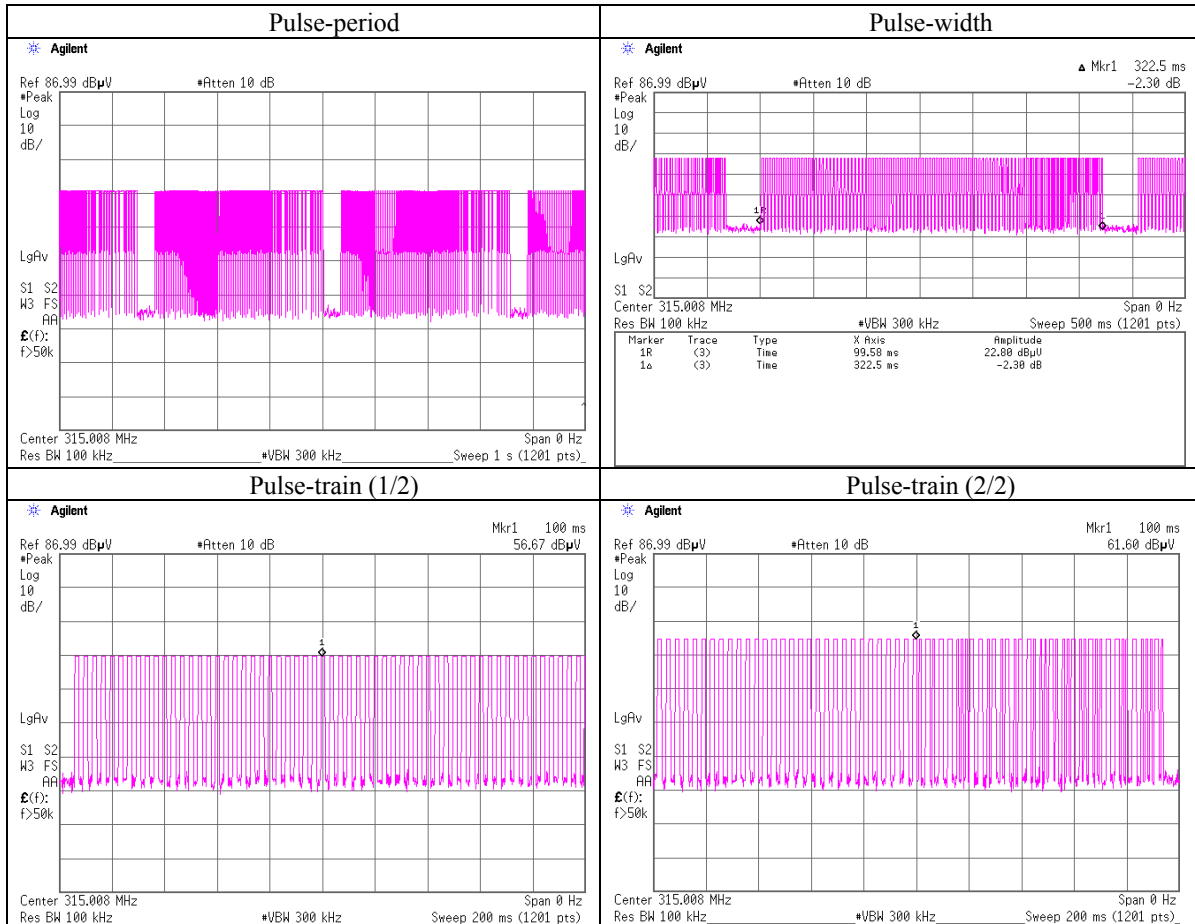 Pulse-period
Agilent
Ref 86.99 dBµV #Atten 10 dB
#Peak
Log
10
dB/
LgAv
S1 S2
W3 FS
AA
£(f):
f>50k
Center 315.008 MHz Span 0 Hz
Res BW 100 kHz #VBW 300 kHz Sweep 1 s (1201 pts)
Pulse-width
Agilent
Δ Mkr1 322.5 ms
Ref 86.99 dBµV #Atten 10 dB -2.30 dB
#Peak
Log
10
dB/
1R
LgAv
S1 S2
Center 315.008 MHz Span 0 Hz
Res BW 100 kHz #VBW 300 kHz Sweep 500 ms (1201 pts)
Marker Trace Type X Axis Amplitude
1R (3) Time 99.58 ms 22.80 dBµV
1Δ (3) Time 322.5 ms -2.30 dB
Pulse-train (1/2)
Agilent
Mkr1 100 ms
Ref 86.99 dBµV #Atten 10 dB 56.67 dBµV
#Peak
Log
10
dB/
1
LgAv
S1 S2
W3 FS
AA
£(f):
f>50k
Center 315.008 MHz Span 0 Hz
Res BW 100 kHz #VBW 300 kHz Sweep 200 ms (1201 pts)
Pulse-train (2/2)
Agilent
Mkr1 100 ms
Ref 86.99 dBµV #Atten 10 dB 61.60 dBµV
#Peak
Log
10
dB/
1
LgAv
S1 S2
W3 FS
AA
£(f):
f>50k
Center 315.008 MHz Span 0 Hz
Res BW 100 kHz #VBW 300 kHz Sweep 200 ms (1201 pts)